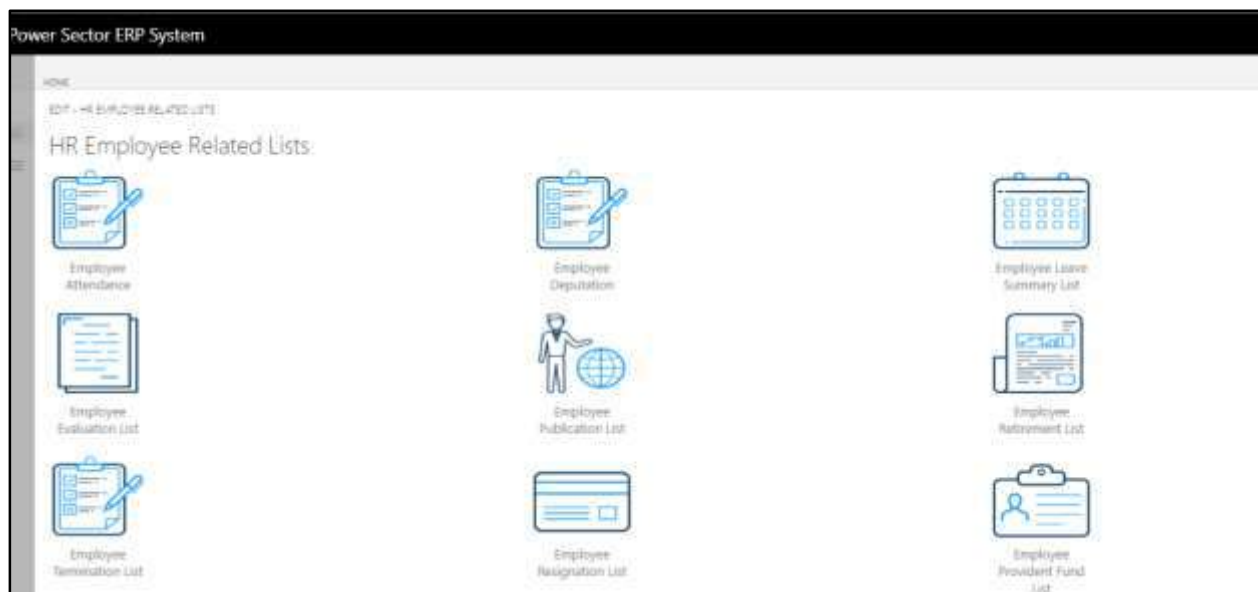 Power Sector ERP System
HOME
EDIT - HR EMPLOYEE RELATED LISTS
HR Employee Related Lists
Employee
Attendance
Employee
Deputation
Employee Leave
Summary List
Employee
Evaluation List
Employee
Publication List
Employee
Retirement List
Employee
Termination List
Employee
Resignation List
Employee
Provident Fund
List